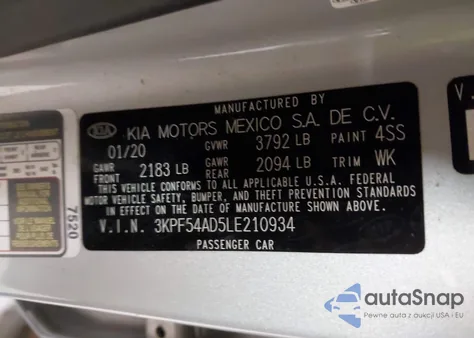 MANUFACTURED BY
KIA KIA MOTORS MEXICO S.A. DE C.V.
01/20 GVWR 3792 LB PAINT 4SS
GAWR FRONT 2183 LB GAWR REAR 2094 LB TRIM WK
THIS VEHICLE CONFORMS TO ALL APPLICABLE U.S.A. FEDERAL
MOTOR VEHICLE SAFETY, BUMPER, AND THEFT PREVENTION STANDARDS
IN EFFECT ON THE DATE OF MANUFACTURE SHOWN ABOVE.
V.I.N. 3KPF54AD5LE210934
PASSENGER CAR
7520
V.
autoSnap
Pewne auta z USA i EU